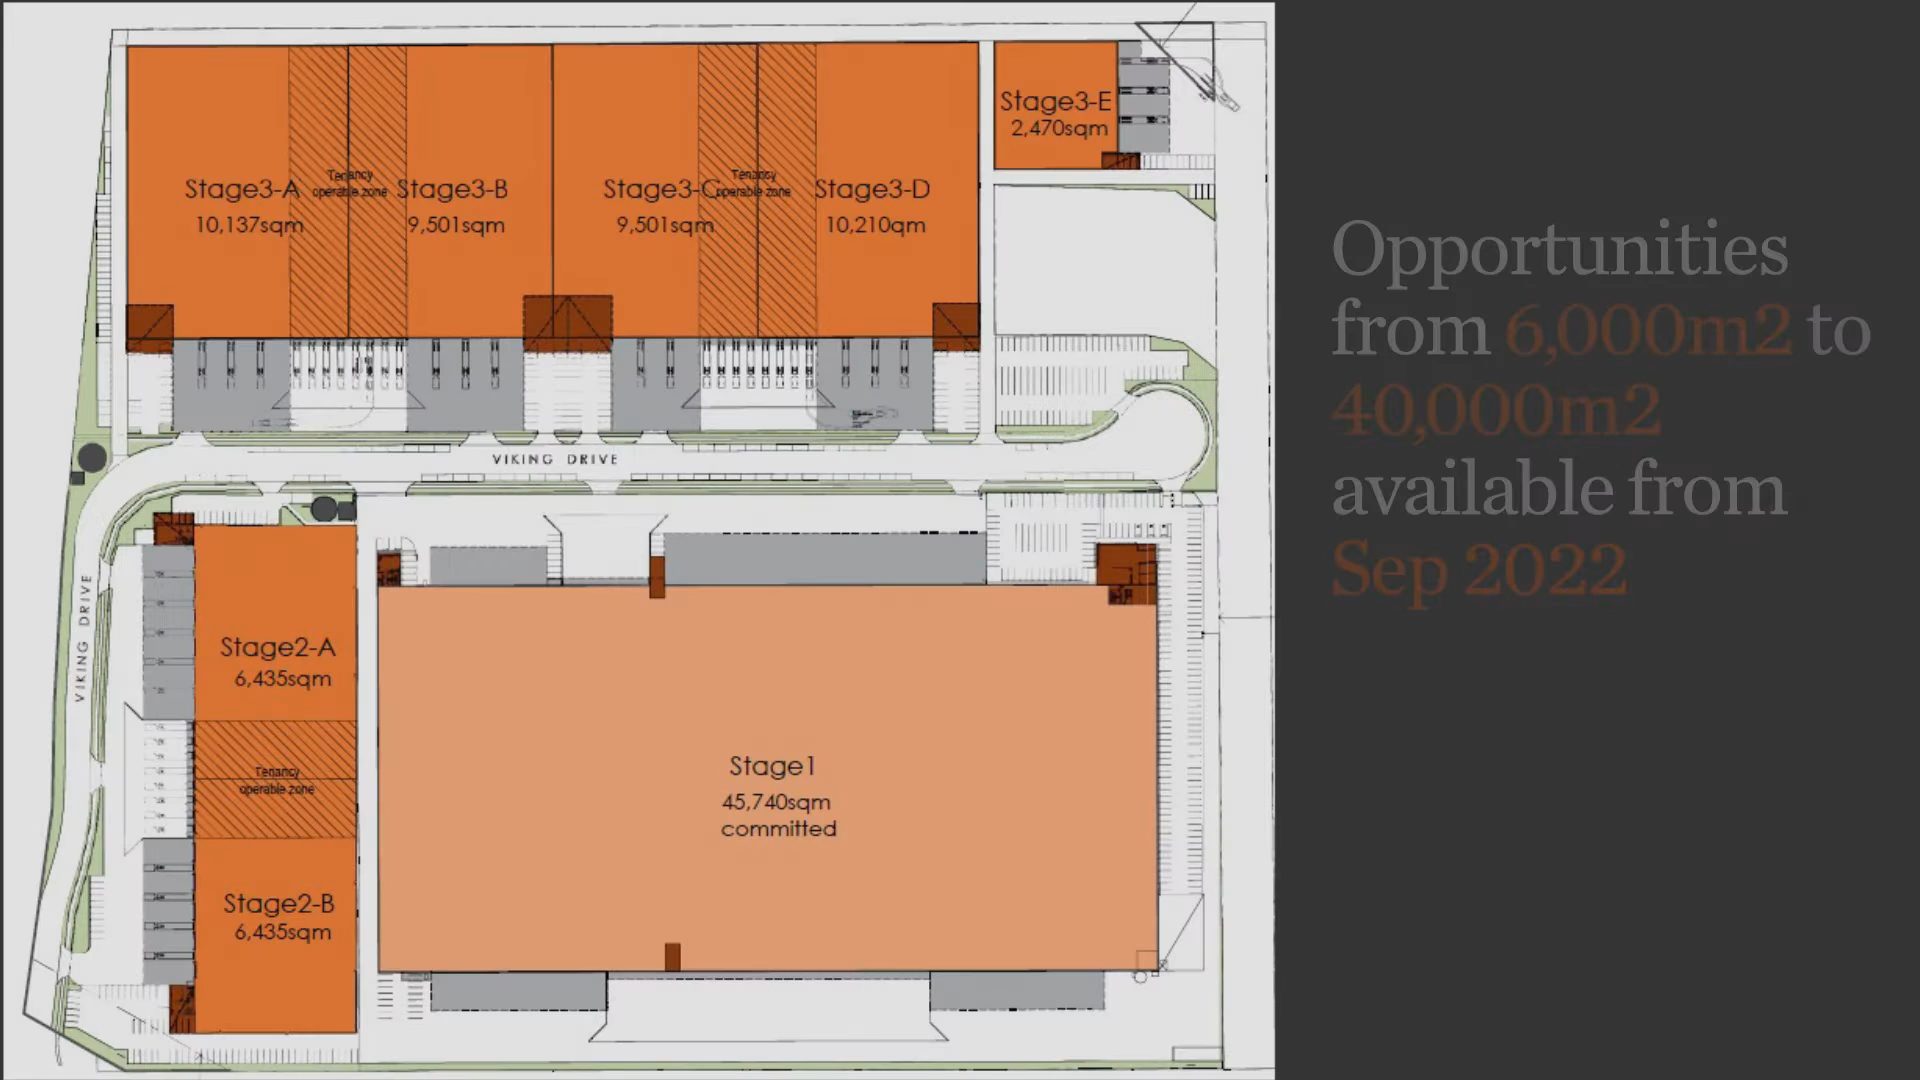 Stage3-A
10,137sqm
Tenancy
operable zone
Stage3-B
9,501sqm
Stage3-C
9,501sqm
Tenancy
operable zone
Stage3-D
10,210qm
Stage3-E
2,470sqm
VIKING DRIVE
VIKING DRIVE
Stage2-A
6,435sqm
Tenancy
operable zone
Stage2-B
6,435sqm
Stage1
45,740sqm
committed
Opportunities
from 6,000m2 to
40,000m2
available from
Sep 2022